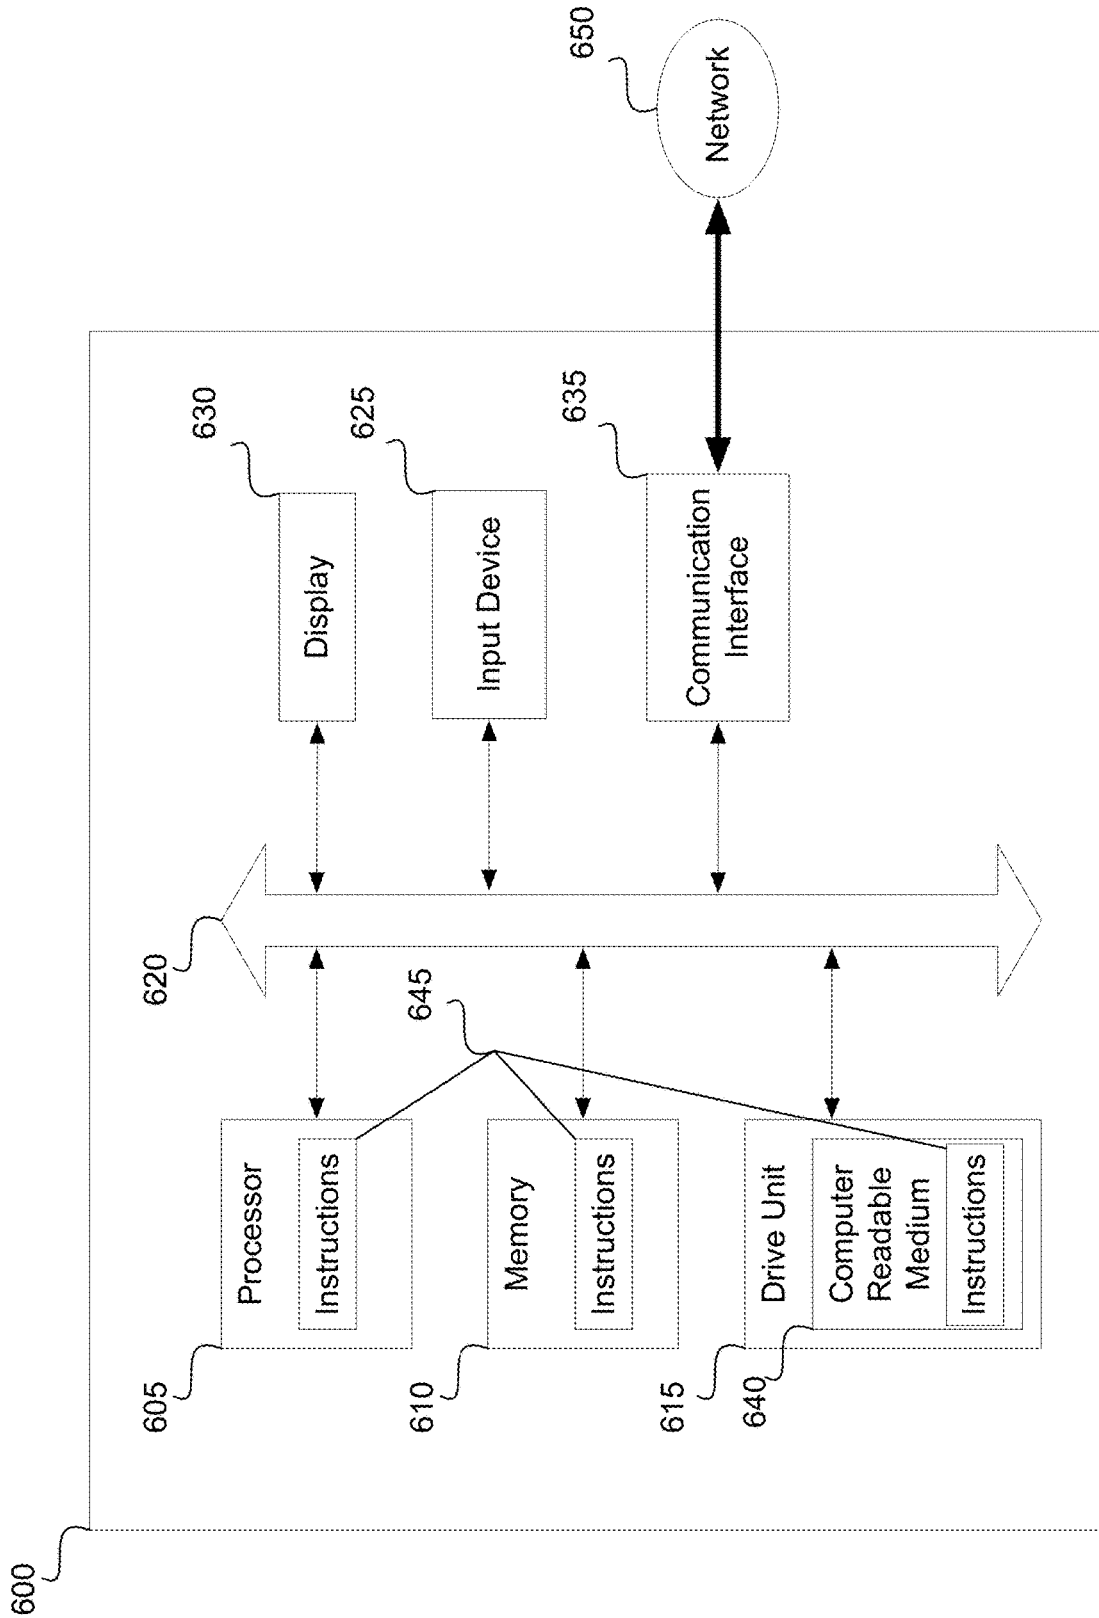 600
605
Processor
Instructions
610
Memory
Instructions
615
Drive Unit
640
Computer
Readable
Medium
Instructions
645
620
630
Display
625
Input Device
635
Communication
Interface
650
Network